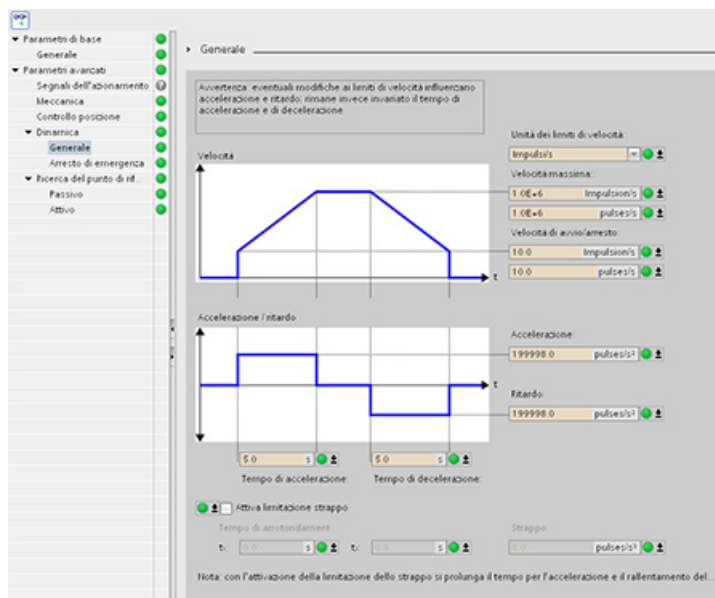 Parametri di base
Generale
Parametri avanzati
Segnali dell'azionamento
Meccanica
Controllo posizione
Dinamica
Generale
Arresto di emergenza
Ricerca del punto di rif...
Passivo
Attivo
Generale
Avvertenza: eventuali modifiche ai limiti di velocità influenzano
accelerazione e ritardo; rimane invece invariato il tempo di
accelerazione e di decelerazione
Unità dei limiti di velocità:
Impulsi/s
Velocità
Velocità massima:
1.0E+6 Impulsion/s
1.0E+6 pulses/s
Velocità di avvio/arresto:
10.0 Impulsion/s
10.0 pulses/s
t
Accelerazione / ritardo
Accelerazione:
199998.0 pulses/s²
t
Ritardo:
199998.0 pulses/s²
5.0 s
5.0 s
Tempo di accelerazione:
Tempo di decelerazione:
Attiva limitazione strappo
Tempo di arrotondament
Strappo:
t: 0.0 s t: 0.0 s
0.0 pulses/s³
Nota: con l'attivazione della limitazione dello strappo si prolunga il tempo per l'accelerazione e il rallentamento del...